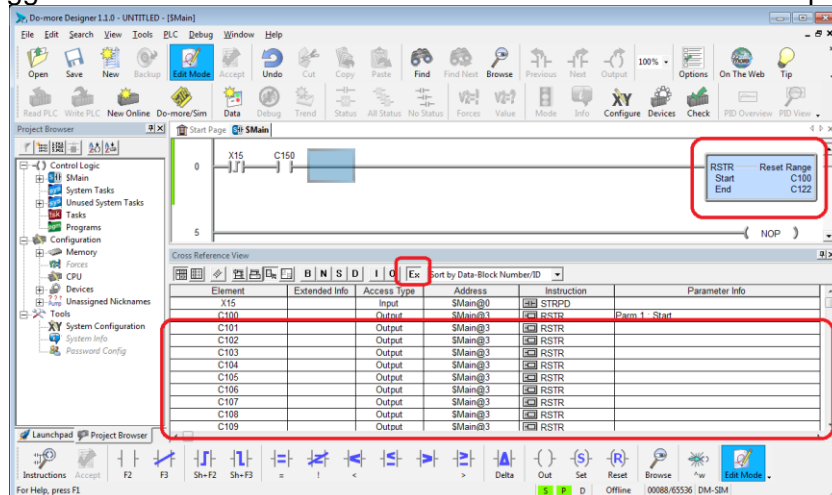 Do-more Designer 1.1.0 - UNTITLED - [$Main]
File Edit Search View Tools PLC Debug Window Help
Open Save New Backup Edit Mode Accept Undo Cut Copy Paste Find Find Next Browse Previous Next Output 100% Options On The Web Tip
Read PLC Write PLC New Online Do-more/Sim Data Debug Trend Status All Status No Status Forces Value Mode Info Configure Devices Check PID Overview PID View
Project Browser
Start Page $Main
Control Logic
$Main
System Tasks
Unused System Tasks
Tasks
Programs
Configuration
Memory
Forces
CPU
Devices
Unassigned Nicknames
Tools
System Configuration
System Info
Password Config
Launchpad Project Browser
0 X15 C150
RSTR Reset Range
Start C100
End C122
5 NOP
Cross Reference View
B N S D I O Ex Sort by Data-Block Number/ID
Element Extended Info Access Type Address Instruction Parameter Info
X15 Input $Main@0 STRPD
C100 Output $Main@3 RSTR Parm 1 : Start
C101 Output $Main@3 RSTR
C102 Output $Main@3 RSTR
C103 Output $Main@3 RSTR
C104 Output $Main@3 RSTR
C105 Output $Main@3 RSTR
C106 Output $Main@3 RSTR
C107 Output $Main@3 RSTR
C108 Output $Main@3 RSTR
C109 Output $Main@3 RSTR
Instructions Accept F2 F3 Sh+F2 Sh+F3 = ! < > Delta Out Set Reset Browse ^w Edit Mode
For Help, press F1 S P D Offline 00088/65536 DM-SIM